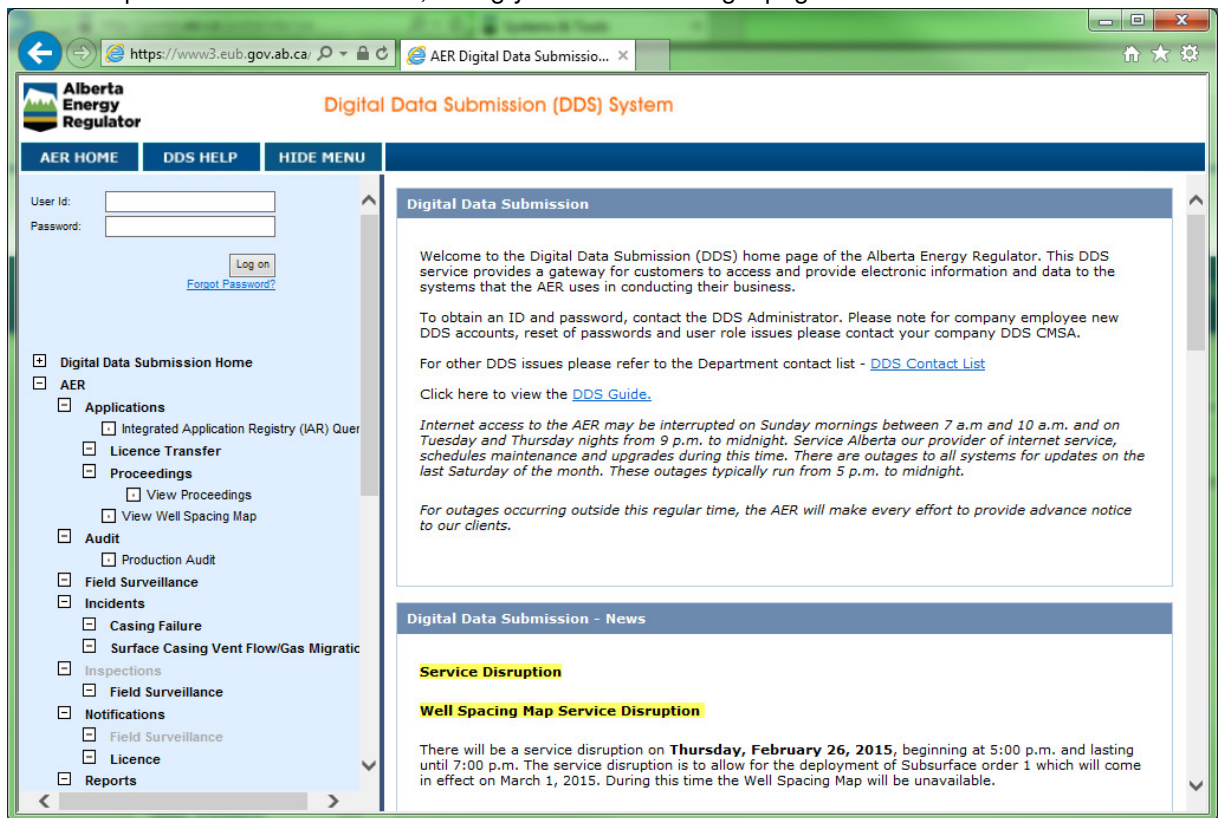 https://www3.eub.gov.ab.ca/
AER Digital Data Submissio...
Alberta
Energy
Regulator
Digital Data Submission (DDS) System
AER HOME
DDS HELP
HIDE MENU
User Id:
Password:
Log on
Forgot Password?
Digital Data Submission Home
AER
Applications
Integrated Application Registry (IAR) Quer
Licence Transfer
Proceedings
View Proceedings
View Well Spacing Map
Audit
Production Audit
Field Surveillance
Incidents
Casing Failure
Surface Casing Vent Flow/Gas Migratic
Inspections
Field Surveillance
Notifications
Field Surveillance
Licence
Reports
Digital Data Submission
Welcome to the Digital Data Submission (DDS) home page of the Alberta Energy Regulator. This DDS
service provides a gateway for customers to access and provide electronic information and data to the
systems that the AER uses in conducting their business.
To obtain an ID and password, contact the DDS Administrator. Please note for company employee new
DDS accounts, reset of passwords and user role issues please contact your company DDS CMSA.
For other DDS issues please refer to the Department contact list - DDS Contact List
Click here to view the DDS Guide.
Internet access to the AER may be interrupted on Sunday mornings between 7 a.m and 10 a.m. and on
Tuesday and Thursday nights from 9 p.m. to midnight. Service Alberta our provider of internet service,
schedules maintenance and upgrades during this time. There are outages to all systems for updates on the
last Saturday of the month. These outages typically run from 5 p.m. to midnight.
For outages occurring outside this regular time, the AER will make every effort to provide advance notice
to our clients.
Digital Data Submission - News
Service Disruption
Well Spacing Map Service Disruption
There will be a service disruption on Thursday, February 26, 2015, beginning at 5:00 p.m. and lasting
until 7:00 p.m. The service disruption is to allow for the deployment of Subsurface order 1 which will come
in effect on March 1, 2015. During this time the Well Spacing Map will be unavailable.